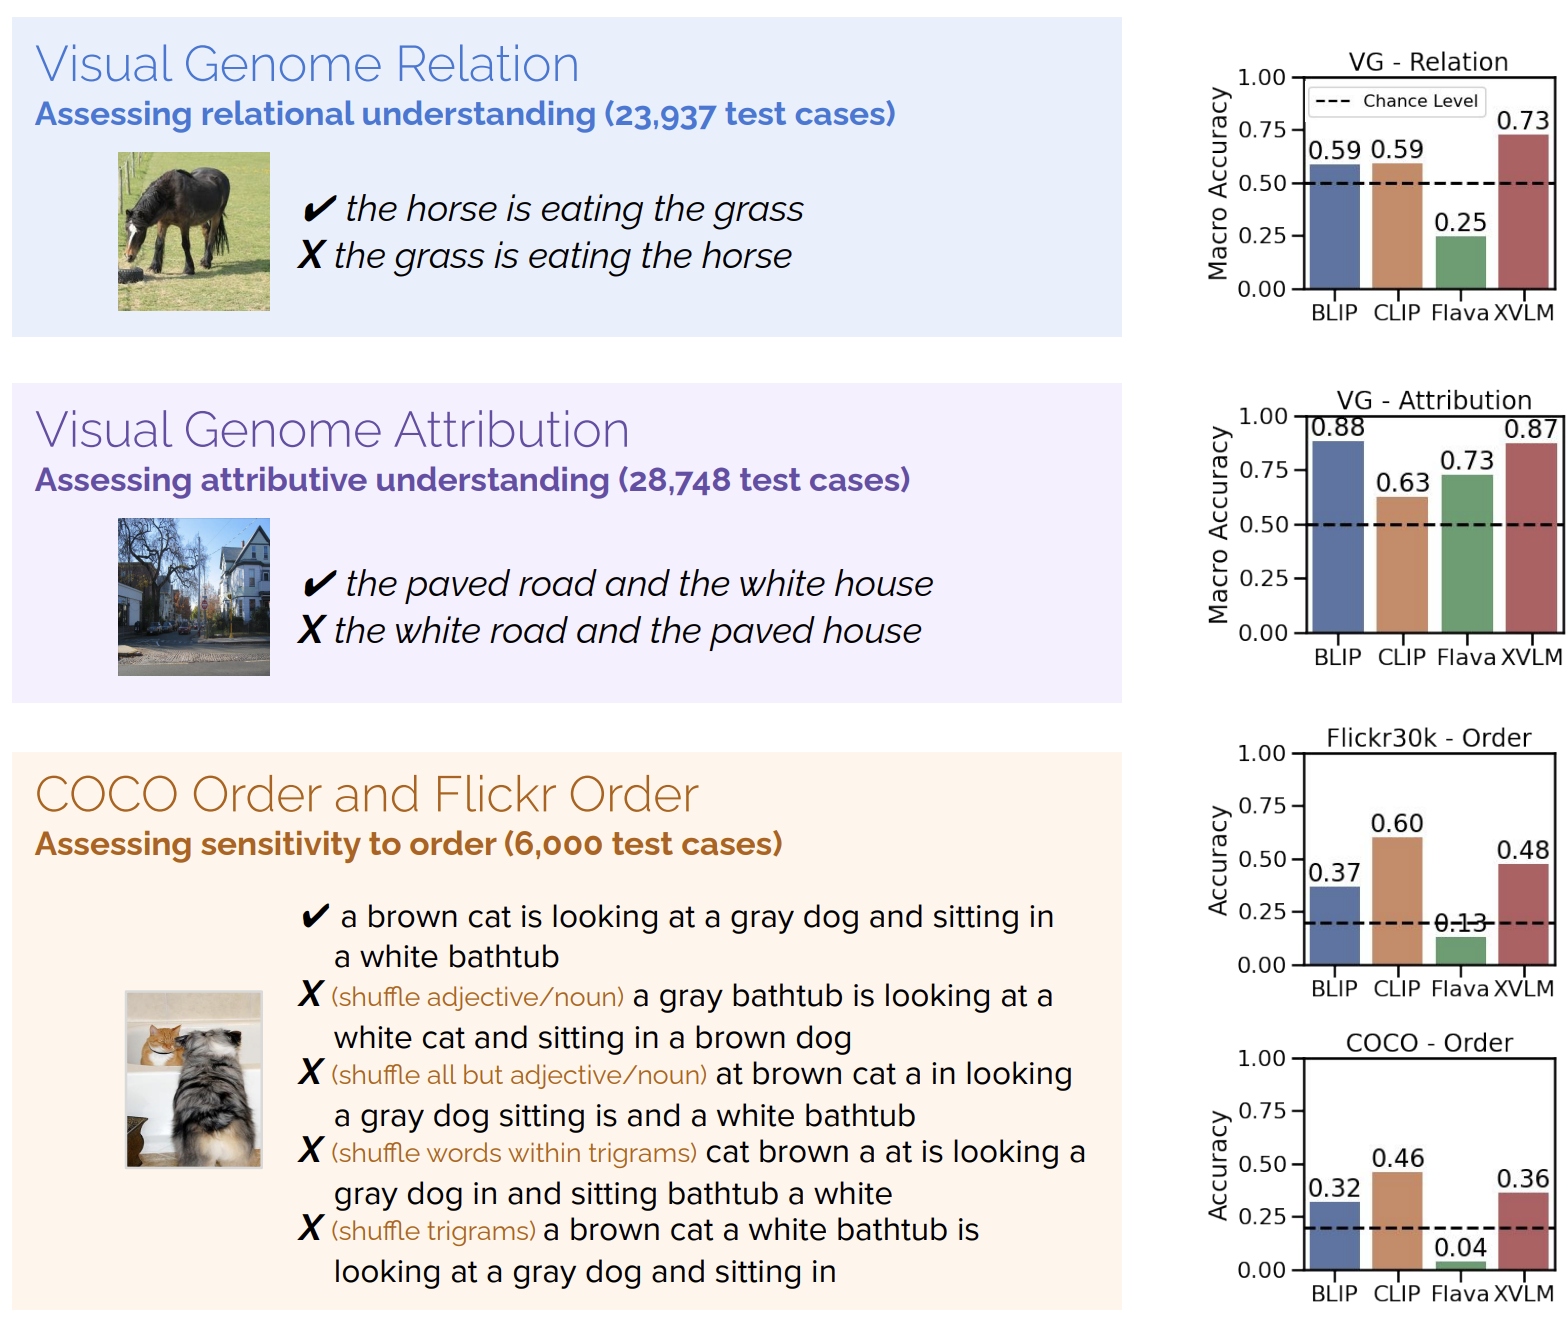 Visual Genome Relation
Assessing relational understanding (23,937 test cases)
✔ the horse is eating the grass
X the grass is eating the horse
VG - Relation
Macro Accuracy
1.00
0.75
0.50
0.25
0.00
Chance Level
0.59
0.59
0.25
0.73
BLIP CLIP Flava XVLM
Visual Genome Attribution
Assessing attributive understanding (28,748 test cases)
✔ the paved road and the white house
X the white road and the paved house
VG - Attribution
Macro Accuracy
1.00
0.75
0.50
0.25
0.00
0.88
0.63
0.73
0.87
BLIP CLIP Flava XVLM
COCO Order and Flickr Order
Assessing sensitivity to order (6,000 test cases)
✔ a brown cat is looking at a gray dog and sitting in
a white bathtub
X (shuffle adjective/noun) a gray bathtub is looking at a
white cat and sitting in a brown dog
X (shuffle all but adjective/noun) at brown cat a in looking
a gray dog sitting is and a white bathtub
X (shuffle words within trigrams) cat brown a at is looking a
gray dog in and sitting bathtub a white
X (shuffle trigrams) a brown cat a white bathtub is
looking at a gray dog and sitting in
Flickr30k - Order
Accuracy
1.00
0.75
0.50
0.25
0.00
0.37
0.60
0.13
0.48
BLIP CLIP Flava XVLM
COCO - Order
Accuracy
1.00
0.75
0.50
0.25
0.00
0.32
0.46
0.04
0.36
BLIP CLIP Flava XVLM